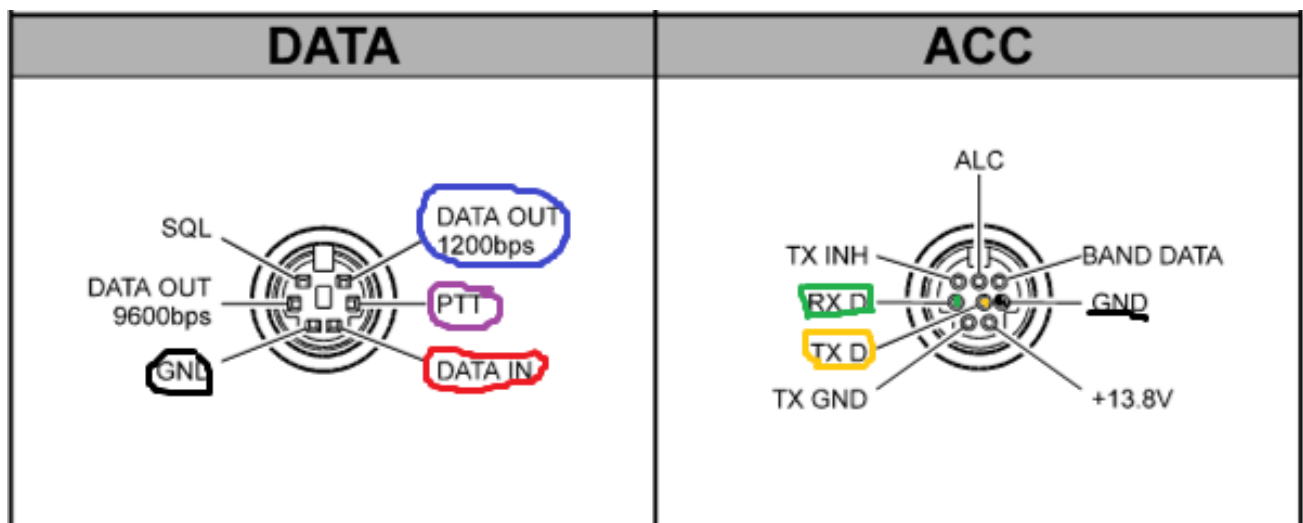 DATA
ACC
SQL
DATA OUT
1200bps
DATA OUT
9600bps
PTT
GND
DATA IN
ALC
TX INH
BAND DATA
RX D
GND
TX D
TX GND
+13.8V